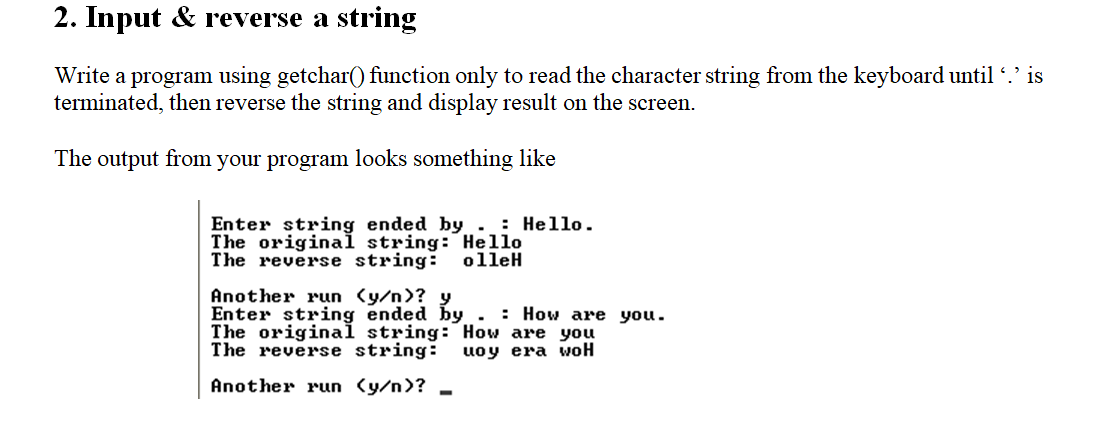 2. Input & reverse a string
Write a program using getchar() function only to read the character string from the keyboard until ‘.’ is
terminated, then reverse the string and display result on the screen.
The output from your program looks something like
Enter string ended by . : Hello.
The original string: Hello
The reverse string:  olleH
Another run (y/n)? y
Enter string ended by . : How are you.
The original string: How are you
The reverse string:  uoy era woH
Another run (y/n)? _